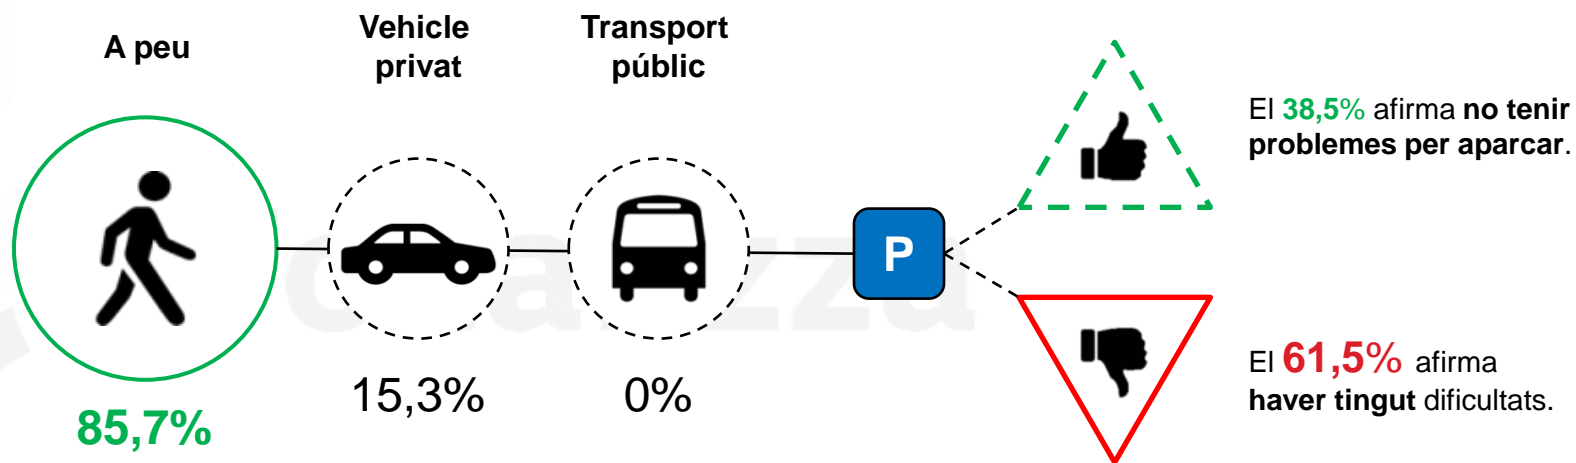 A peu
Vehicle
privat
Transport
públic
P
85,7%
15,3%
0%
El 38,5% afirma no tenir
problemes per aparcar.
El 61,5% afirma
haver tingut dificultats.